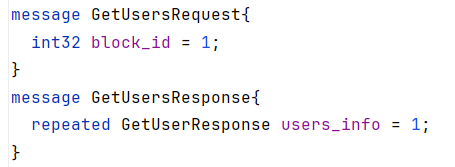 message GetUsersRequest{
  int32 block_id = 1;
}
message GetUsersResponse{
  repeated GetUserResponse users_info = 1;
}